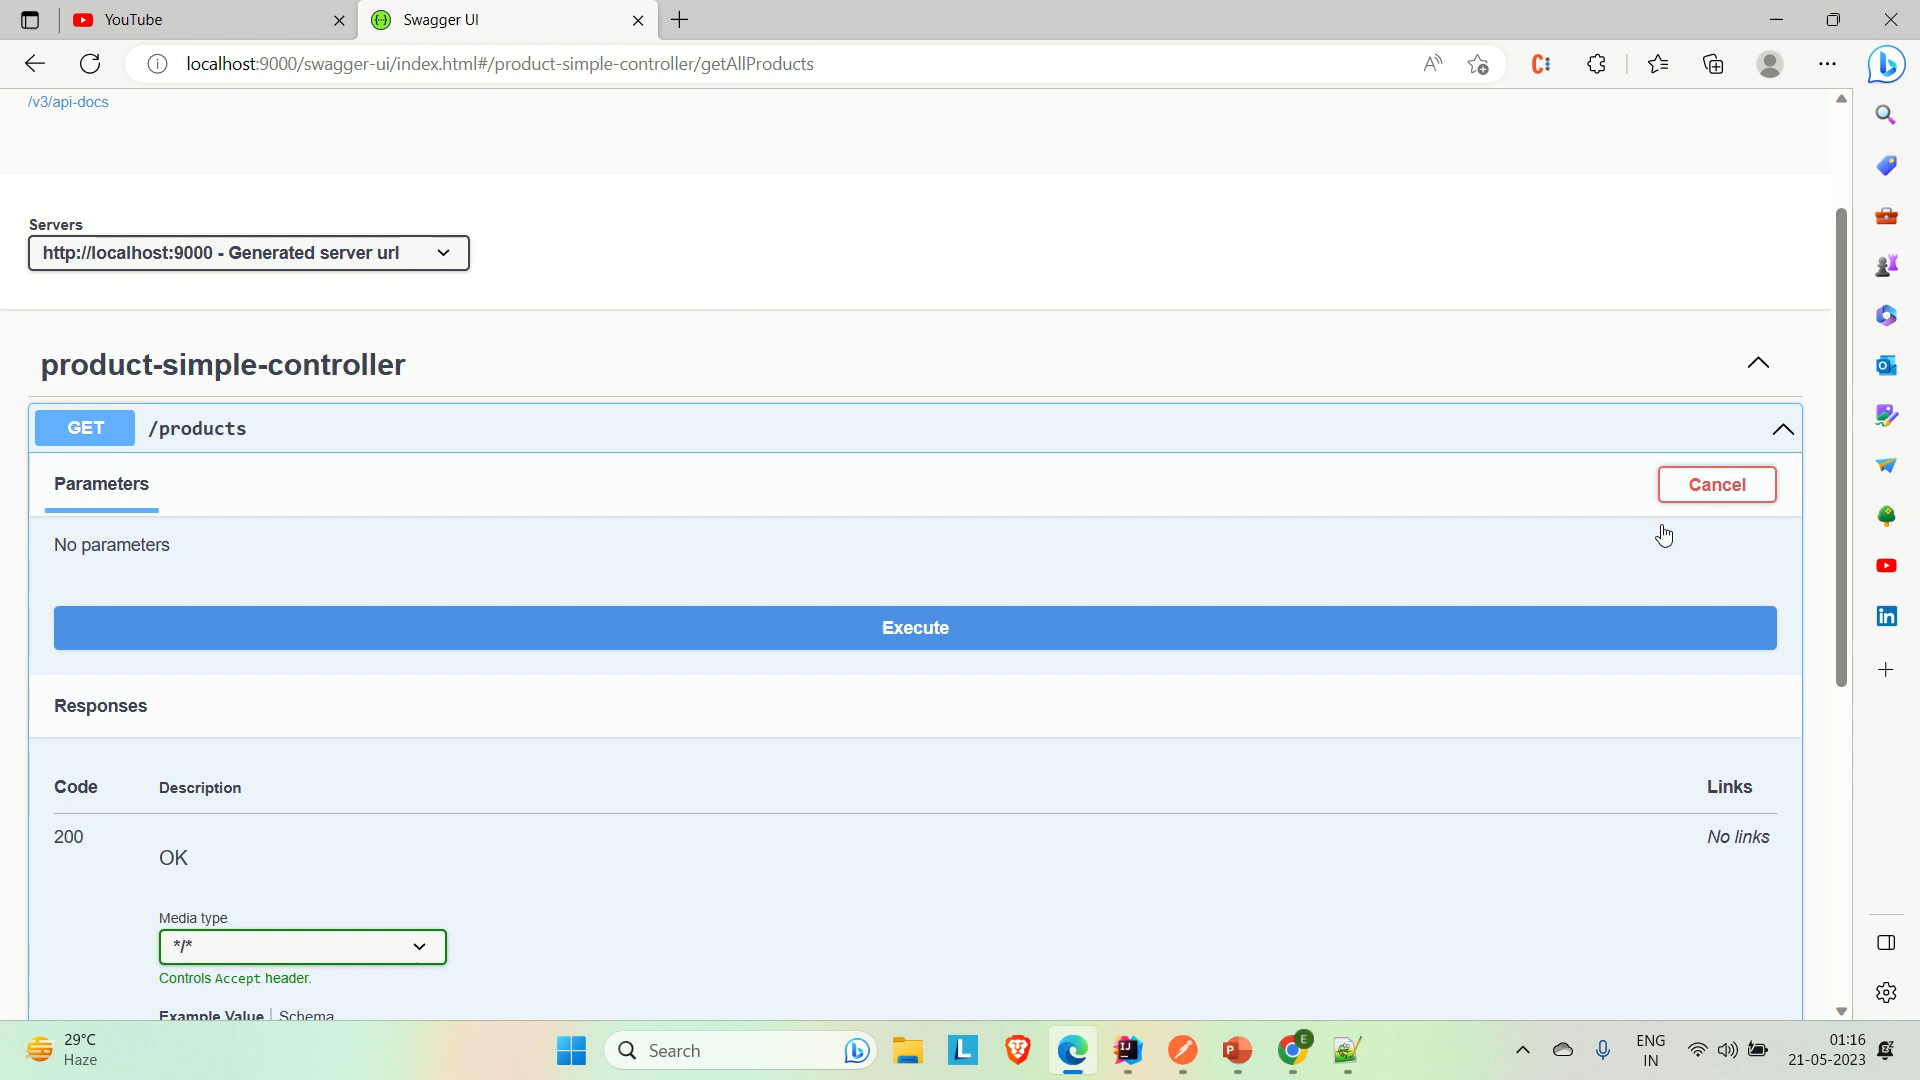 YouTube
Swagger UI
localhost:9000/swagger-ui/index.html#/product-simple-controller/getAllProducts
/v3/api-docs
Servers
http://localhost:9000 - Generated server url
product-simple-controller
GET /products
Parameters
Cancel
No parameters
Execute
Responses
Code Description Links
200 No links
OK
Media type
*/*
Controls Accept header.
Example Value Schema
29°C
Haze
Search
ENG
IN
01:16
21-05-2023